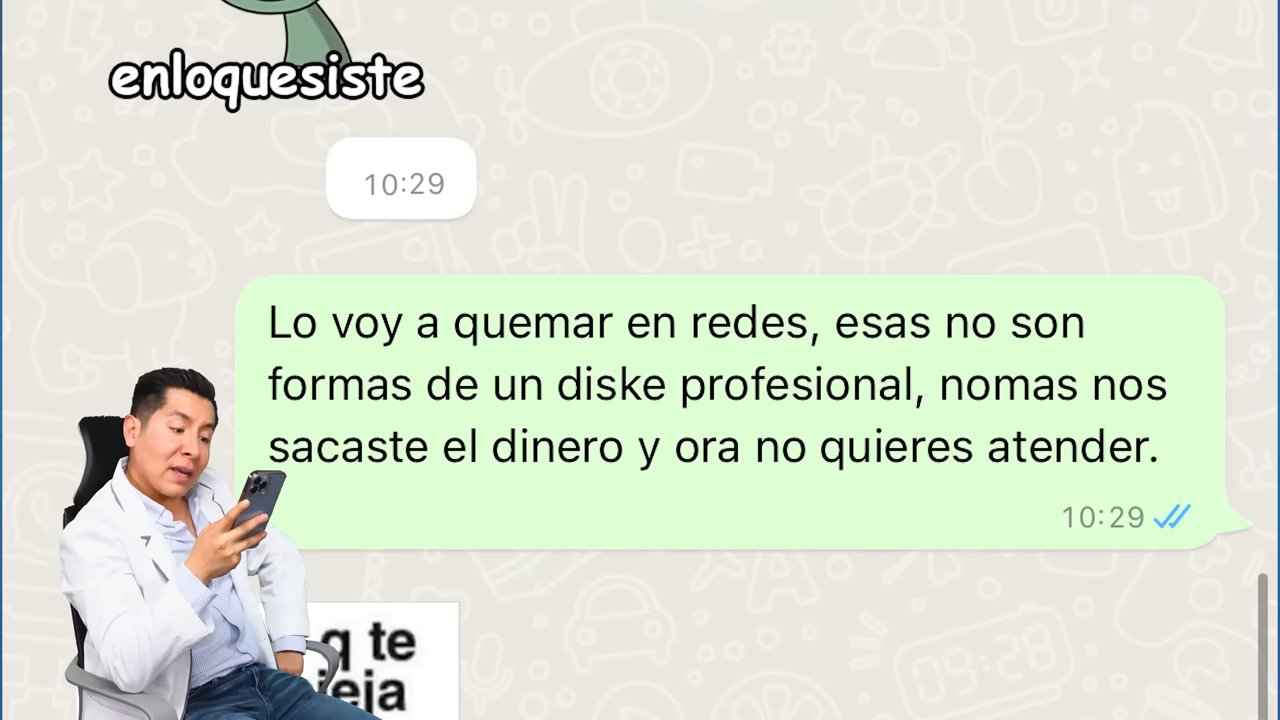 enloquesiste
10:29
Lo voy a quemar en redes, esas no son
formas de un diske profesional, nomas nos
sacaste el dinero y ora no quieres atender.
10:29
q te